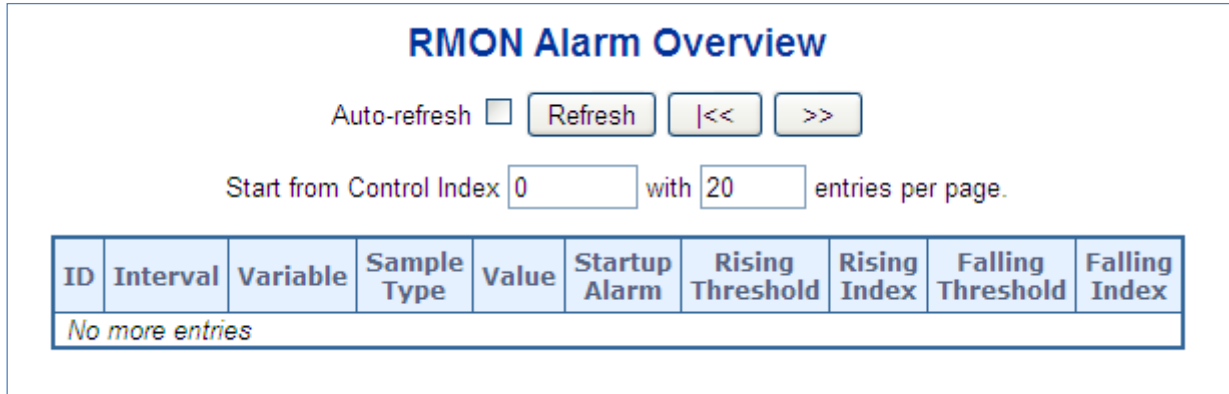 RMON Alarm Overview
Auto-refresh Refresh |<< >>
Start from Control Index 0 with 20 entries per page.
ID Interval Variable Sample Type Value Startup Alarm Rising Threshold Rising Index Falling Threshold Falling Index
No more entries